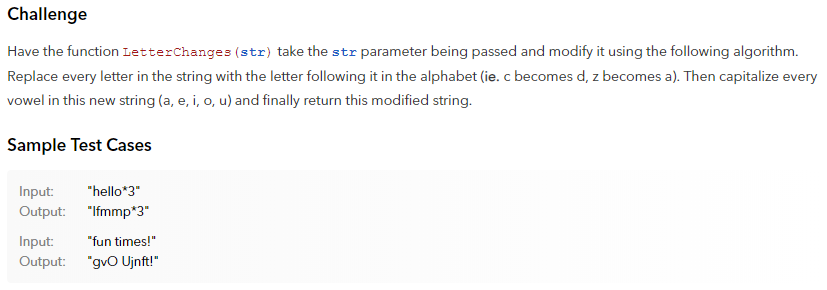 Challenge
Have the function LetterChanges(str) take the str parameter being passed and modify it using the following algorithm.
Replace every letter in the string with the letter following it in the alphabet (ie. c becomes d, z becomes a). Then capitalize every
vowel in this new string (a, e, i, o, u) and finally return this modified string.
Sample Test Cases
Input: "hello*3"
Output: "Ifmmp*3"
Input: "fun times!"
Output: "gvO Ujnft!"